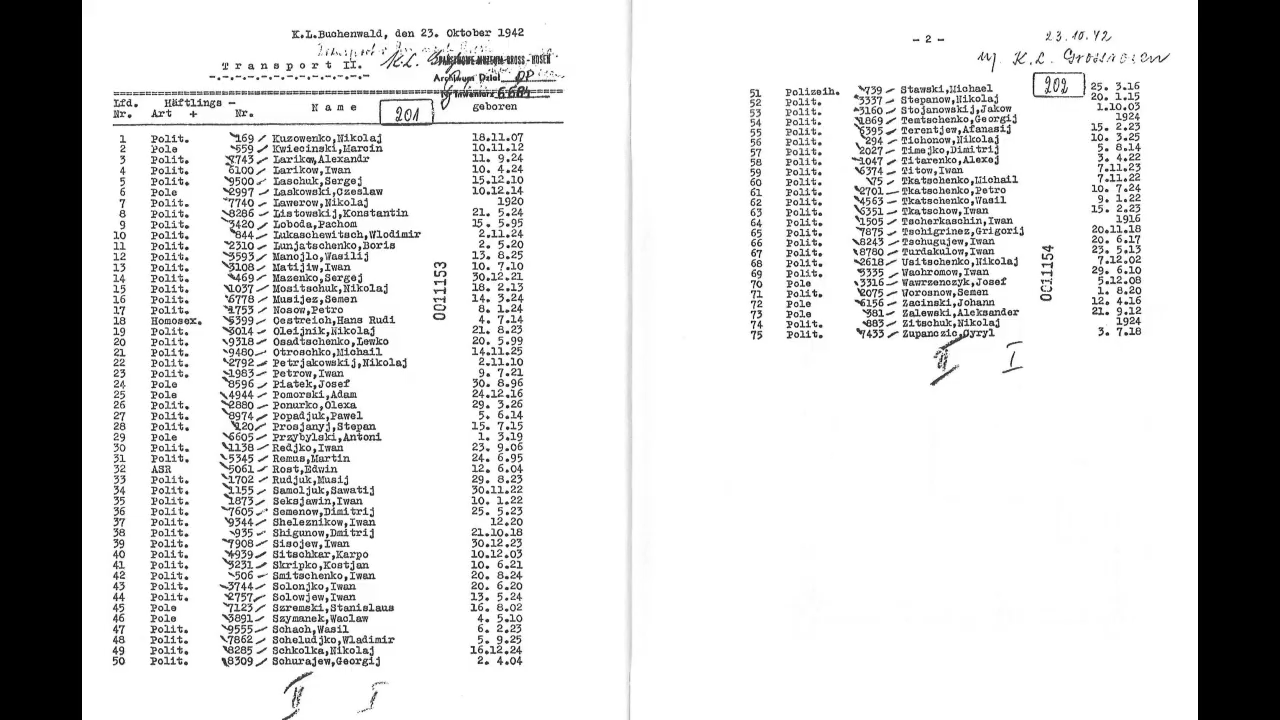 K.L.Buchenwald, den 23. Oktober 1942
Transport II. K.L.
PAŃSTWOWE MUZEUM GROSS-ROSEN
Archiwum Dział DP
Nr inwentarz 6684
Lfd. Häftlings -
Nr. Art + Nr. Name 201 geboren
1 Polit. 169 Kuzowenko,Nikolaj 18.11.07
2 Pole 559 Kwiecinski,Marcin 10.11.12
3 Polit. 7743 Larikow,Alexandr 11. 9.24
4 Polit. 6100 Larikow,Iwan 10. 4.24
5 Polit. 9500 Laschuk,Sergej 15.12.10
6 Pole 2997 Laskowski,Czeslaw 10.12.14
7 Polit. 7740 Lawerow,Nikolaj 1920
8 Polit. 8286 Listowskij,Konstantin 21. 5.24
9 Polit. 3420 Loboda,Pachom 15. 5.95
10 Polit. 844 Lukaschewitsch,Wlodimir 2.11.24
11 Polit. 2310 Lunjatschenko,Boris 2. 5.20
12 Polit. 3593 Manojlo,Wasilij 13. 8.25
13 Polit. 3108 Matijiw,Iwan 10. 7.10
14 Polit. 469 Mazenko,Sergej 30.12.21
15 Polit. 1037 Mositschuk,Nikolaj 18. 2.13
16 Polit. 6778 Musijez,Semen 14. 3.24
17 Polit. 1753 Nosow,Petro 8. 1.24
18 Homosex. 5399 Oestreich,Hans Rudi 4. 7.14
19 Polit. 3014 Oleijnik,Nikolaj 21. 8.23
20 Polit. 9318 Osadtschenko,Lewko 20. 5.99
21 Polit. 9480 Otroschko,Michail 14.11.25
22 Polit. 2792 Petrjakowskij,Nikolaj 2.11.10
23 Polit. 1983 Petrow,Iwan 9. 7.21
24 Pole 8596 Piatek,Josef 30. 8.96
25 Pole 4944 Pomorski,Adam 24.12.16
26 Polit. 2880 Ponurko,Olexa 29. 3.26
27 Polit. 8974 Popadjuk,Pawel 5. 6.14
28 Polit. 120 Prosjanyj,Stepan 15. 7.15
29 Pole 6605 Przybylski,Antoni 1. 3.19
30 Polit. 1138 Redjko,Iwan 23. 9.06
31 Polit. 5345 Remus,Martin 24. 6.95
32 ASR 5061 Rost,Edwin 12. 6.04
33 Polit. 1702 Rudjuk,Musij 29. 8.23
34 Polit. 1155 Samoljuk,Sawatij 30.11.22
35 Polit. 1873 Seksjawin,Iwan 10. 1.22
36 Polit. 7605 Semenow,Dimitrij 25. 5.23
37 Polit. 9344 Sheleznikow,Iwan 12.20
38 Polit. 935 Shigunow,Dmitrij 21.10.18
39 Polit. 7908 Sisojew,Iwan 30.12.23
40 Polit. 4939 Sitschkar,Karpo 10.12.03
41 Polit. 3231 Skripko,Kostjan 10. 6.21
42 Polit. 506 Smitschenko,Iwan 20. 8.24
43 Polit. 3744 Solonjko,Iwan 20. 6.20
44 Polit. 2757 Solowjew,Iwan 13. 5.24
45 Pole 7123 Szremski,Stanislaus 16. 8.02
46 Pole 3891 Szymanek,Waclaw 4. 5.10
47 Polit. 9555 Schach,Wasil 6. 2.23
48 Polit. 7862 Scheludjko,Wladimir 5. 9.25
49 Polit. 8285 Schkolka,Nikolaj 16.12.24
50 Polit. 8309 Schurajew,Georgij 2. 4.04
0011153
II I
- 2 -
23.10.42
K.L. Grossrosen
202
51 Polizeih. 739 Stawski,Michael 25. 3.16
52 Polit. 3337 Stepanow,Nikolaj 20. 1.15
53 Polit. 3160 Stojanowskij,Jakow 1.10.03
54 Polit. 1869 Teatschenko,Georgij 1924
55 Polit. 6395 Terentjew,Afanasij 15. 2.23
56 Polit. 294 Tichonow,Nikolaj 10. 3.25
57 Polit. 2027 Timejko,Dimitrij 5. 8.14
58 Polit. 1047 Titarenko,Alexej 3. 4.22
59 Polit. 6374 Titow,Iwan 7.11.23
60 Polit. 75 Tkatschenko,Michail 7.11.22
61 Polit. 2701 Tkatschenko,Petro 10. 7.24
62 Polit. 4563 Tkatschenko,Wasil 9. 1.22
63 Polit. 6351 Tkatschow,Iwan 15. 2.23
64 Polit. 1505 Tscherkaschin,Iwan 1916
65 Polit. 7875 Tschigrinez,Grigorij 20.11.18
66 Polit. 8243 Tschugujew,Iwan 20. 6.17
67 Polit. 8780 Turdakulow,Iwan 23. 5.13
68 Polit. 2618 Usitschenko,Nikolaj 7.12.02
69 Polit. 5335 Wachromow,Iwan 29. 6.10
70 Pole 3316 Wawrzenczyk,Josef 5.12.08
71 Polit. 2075 Worosnow,Semen 1. 8.20
72 Pole 6156 Zacinski,Johann 12. 4.16
73 Pole 381 Zalewski,Aleksander 21. 9.12
74 Polit. 883 Zitschuk,Nikolaj 1924
75 Polit. 7433 Zupanczic,Cyryl 3. 7.18
0011154
II I